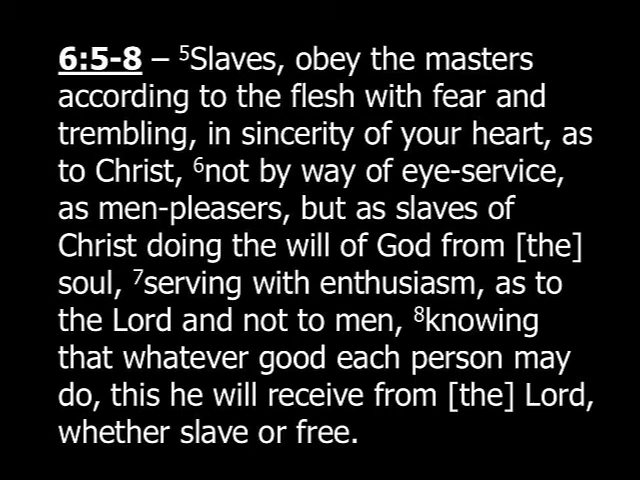 6:5-8 – ⁵Slaves, obey the masters
according to the flesh with fear and
trembling, in sincerity of your heart, as
to Christ, ⁶not by way of eye-service,
as men-pleasers, but as slaves of
Christ doing the will of God from [the]
soul, ⁷serving with enthusiasm, as to
the Lord and not to men, ⁸knowing
that whatever good each person may
do, this he will receive from [the] Lord,
whether slave or free.